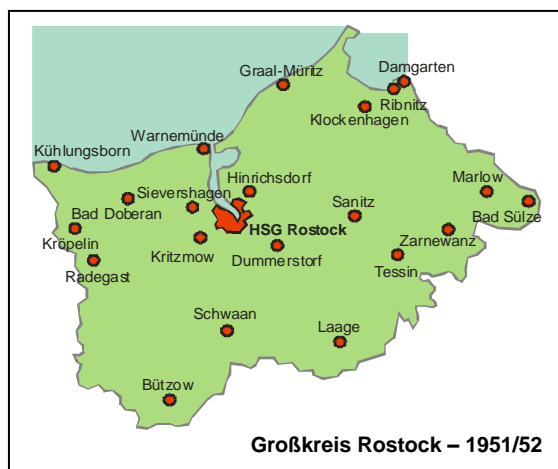 Damgarten
Graal-Müritz
Ribnitz
Klockenhagen
Warnemünde
Kühlungsborn
Hinrichsdorf
Marlow
Sievershagen
Sanitz
Bad Doberan
Bad Sülze
HSG Rostock
Zarnewanz
Kröpelin
Kritzmow
Dummerstorf
Tessin
Radegast
Schwaan
Laage
Bützow
Großkreis Rostock – 1951/52